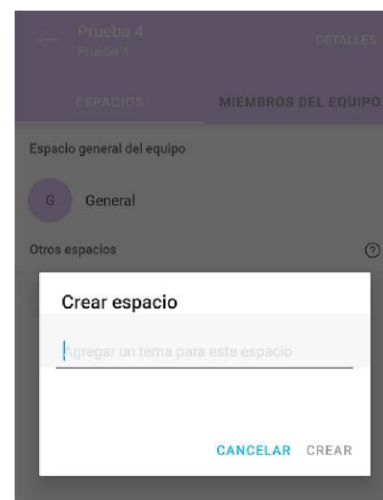 Prueba 4
Prueba 4
DETALLES
ESPACIOS
MIEMBROS DEL EQUIPO
Espacio general del equipo
G
General
Otros espacios
?
Crear espacio
Agregar un tema para este espacio
CANCELAR CREAR